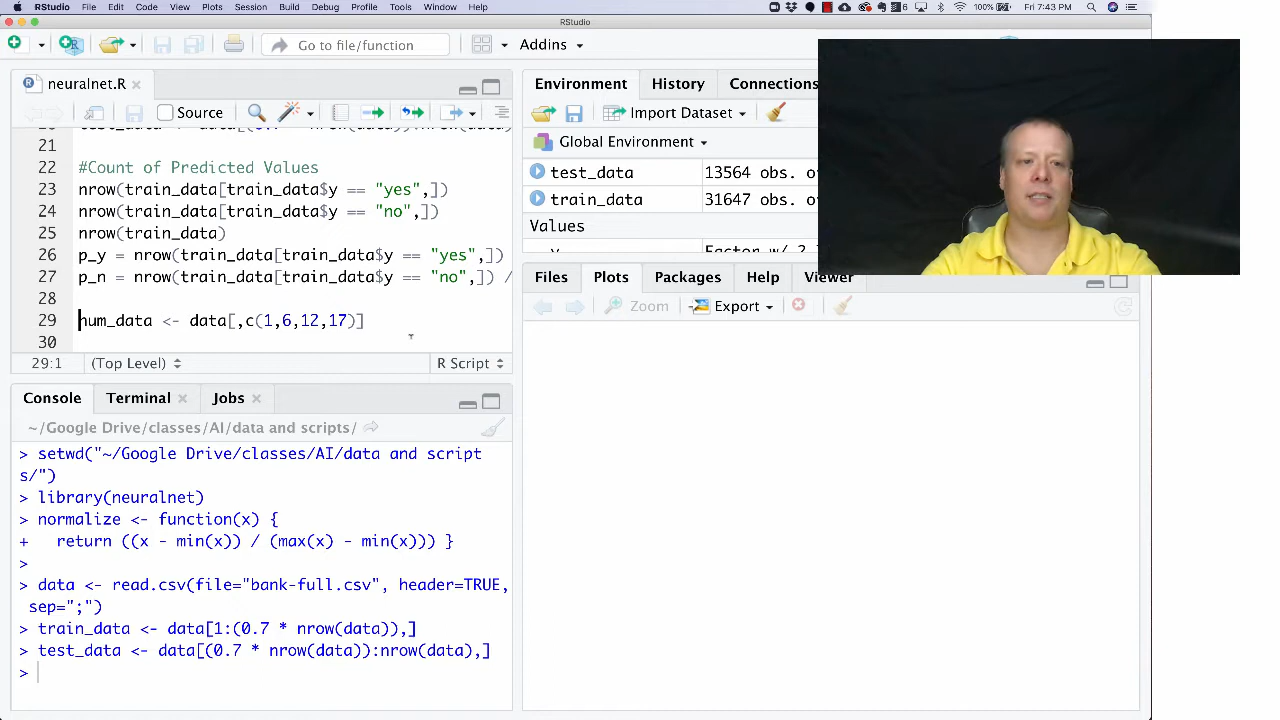 RStudio File Edit Code View Plots Session Build Debug Profile Tools Window Help
6 100% Fri 7:43 PM
RStudio
Go to file/function Addins
neuralnet.R
Source
21
22 #Count of Predicted Values
23 nrow(train_data[train_data$y == "yes",])
24 nrow(train_data[train_data$y == "no",])
25 nrow(train_data)
26 p_y = nrow(train_data[train_data$y == "yes",])
27 p_n = nrow(train_data[train_data$y == "no",]) /
28
29 num_data <- data[,c(1,6,12,17)]
30
29:1 (Top Level) R Script
Console Terminal Jobs
~/Google Drive/classes/AI/data and scripts/
> setwd("~/Google Drive/classes/AI/data and script
s/")
> library(neuralnet)
> normalize <- function(x) {
+ return ((x - min(x)) / (max(x) - min(x))) }
>
> data <- read.csv(file="bank-full.csv", header=TRUE,
sep=";")
> train_data <- data[1:(0.7 * nrow(data)),]
> test_data <- data[(0.7 * nrow(data)):nrow(data),]
>
Environment History Connections
Import Dataset
Global Environment
test_data 13564 obs. o
train_data 31647 obs. o
Values
Files Plots Packages Help Viewer
Zoom Export